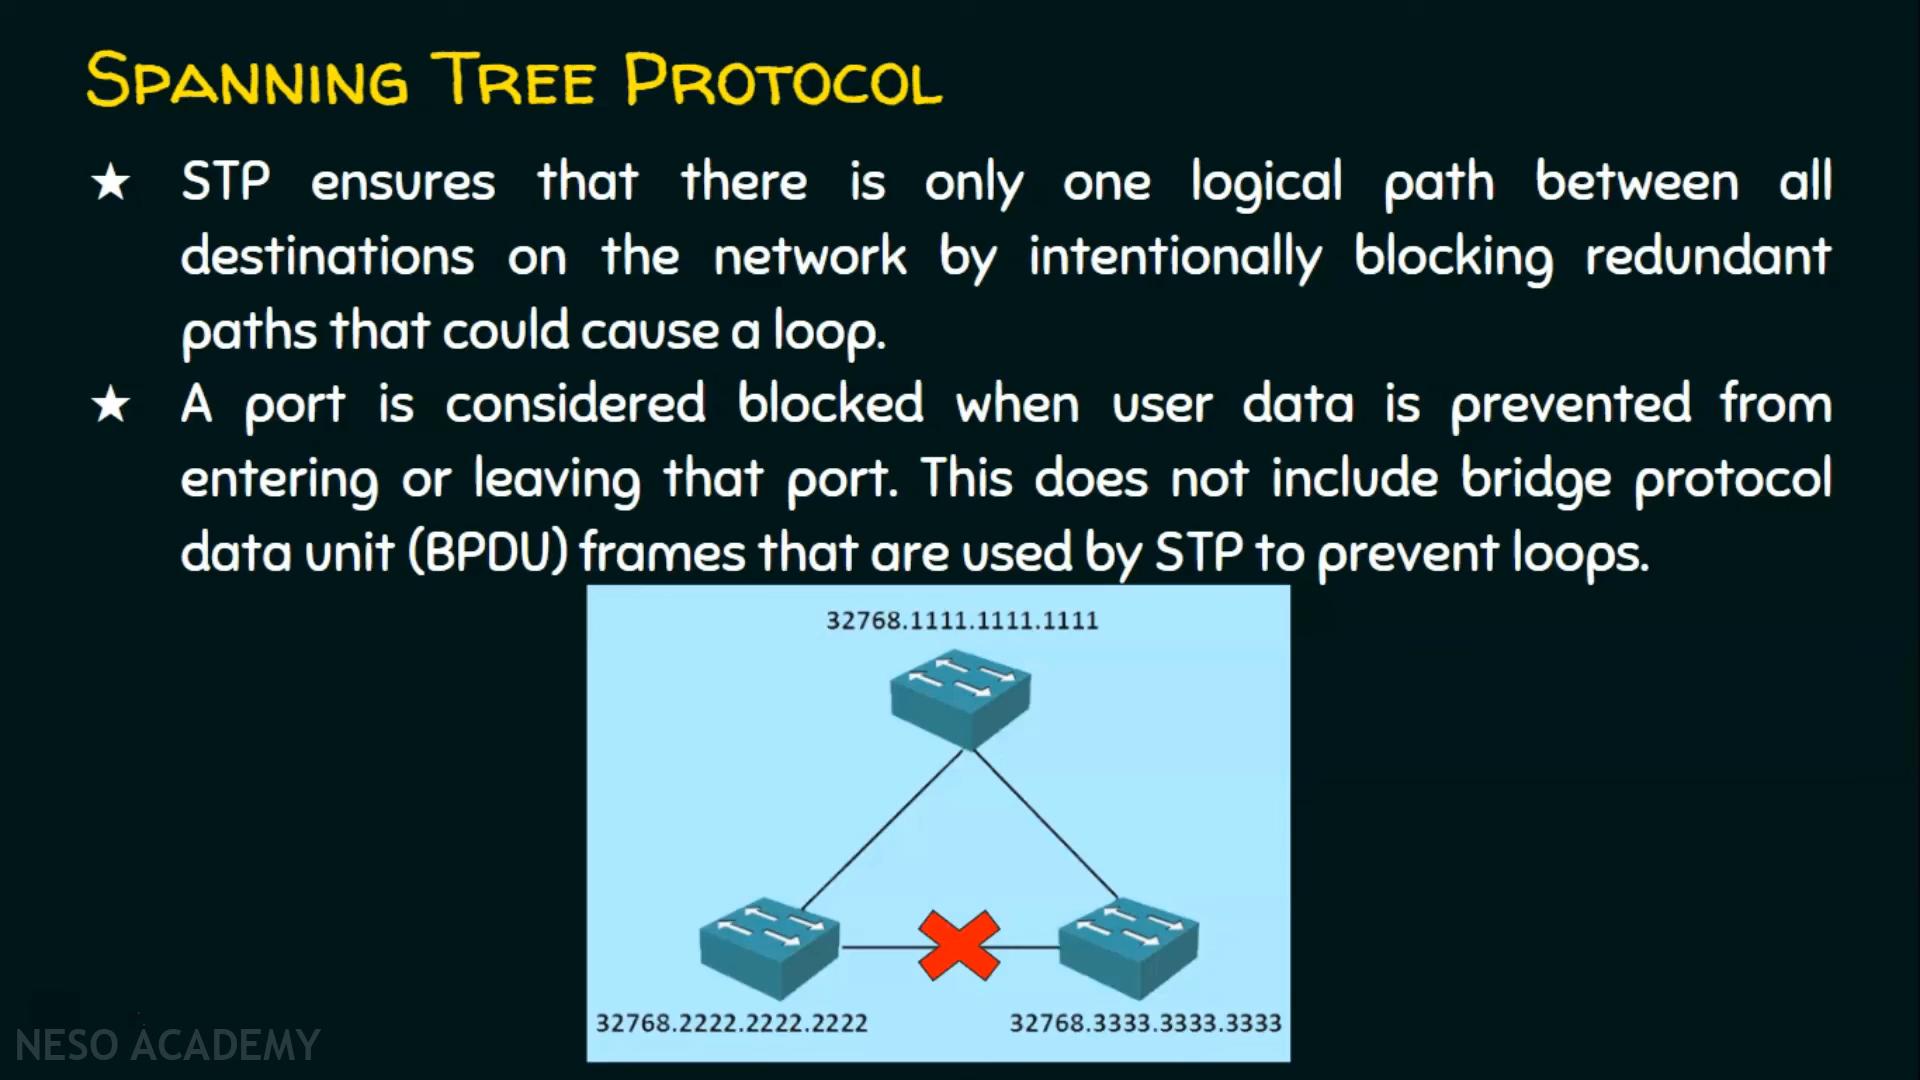 SPANNING TREE PROTOCOL
★ STP ensures that there is only one logical path between all
destinations on the network by intentionally blocking redundant
paths that could cause a loop.
★ A port is considered blocked when user data is prevented from
entering or leaving that port. This does not include bridge protocol
data unit (BPDU) frames that are used by STP to prevent loops.
32768.1111.1111.1111
32768.2222.2222.2222
32768.3333.3333.3333
NESO ACADEMY